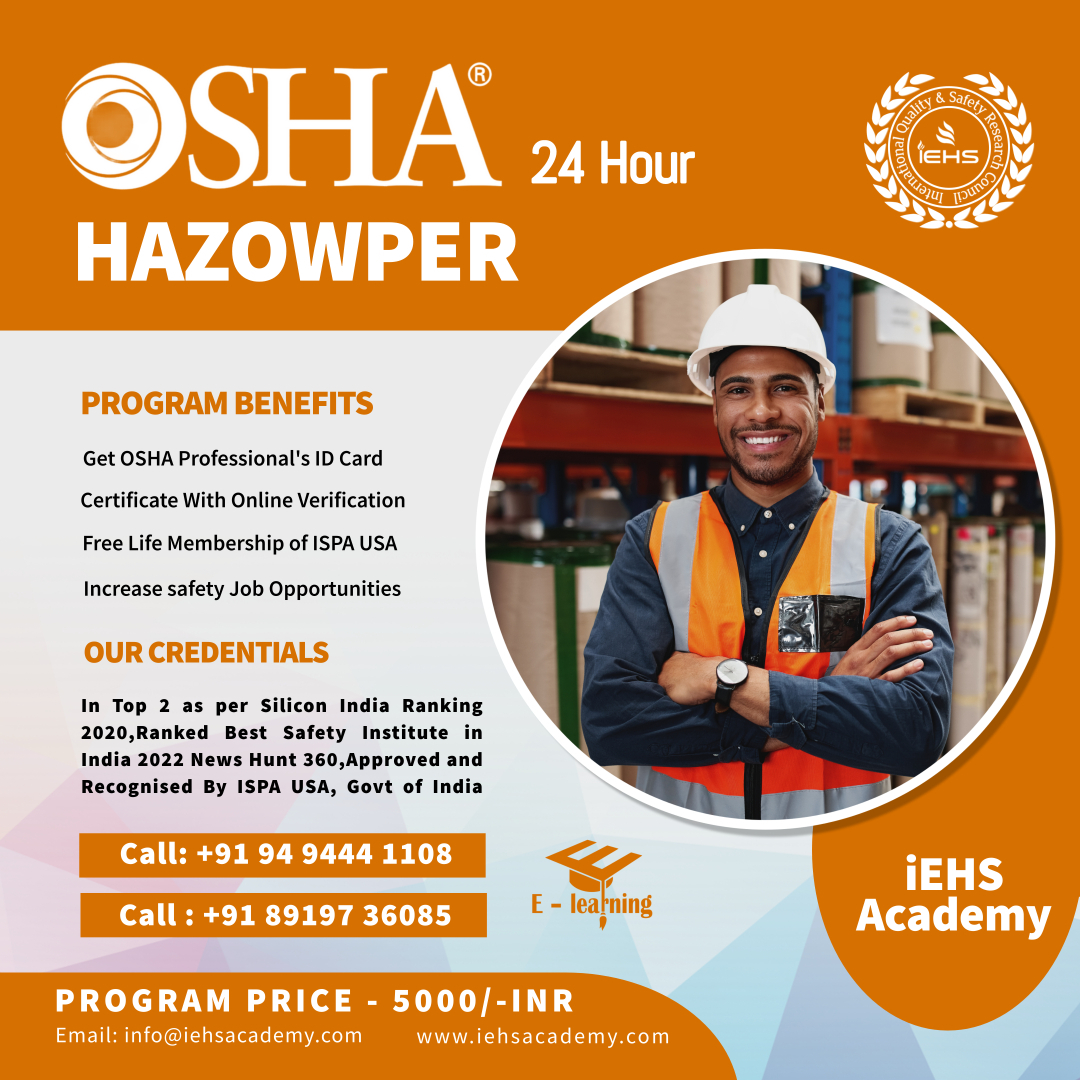 OSHA®
24 Hour
HAZOWPER
International Quality & Safety Research Council
iEHS
PROGRAM BENEFITS
Get OSHA Professional's ID Card
Certificate With Online Verification
Free Life Membership of ISPA USA
Increase safety Job Opportunities
OUR CREDENTIALS
In Top 2 as per Silicon India Ranking
2020,Ranked Best Safety Institute in
India 2022 News Hunt 360,Approved and
Recognised By ISPA USA, Govt of India
Call: +91 94 9444 1108
Call : +91 89197 36085
E - learning
iEHS
Academy
PROGRAM PRICE - 5000/-INR
Email: info@iehsacademy.com
www.iehsacademy.com